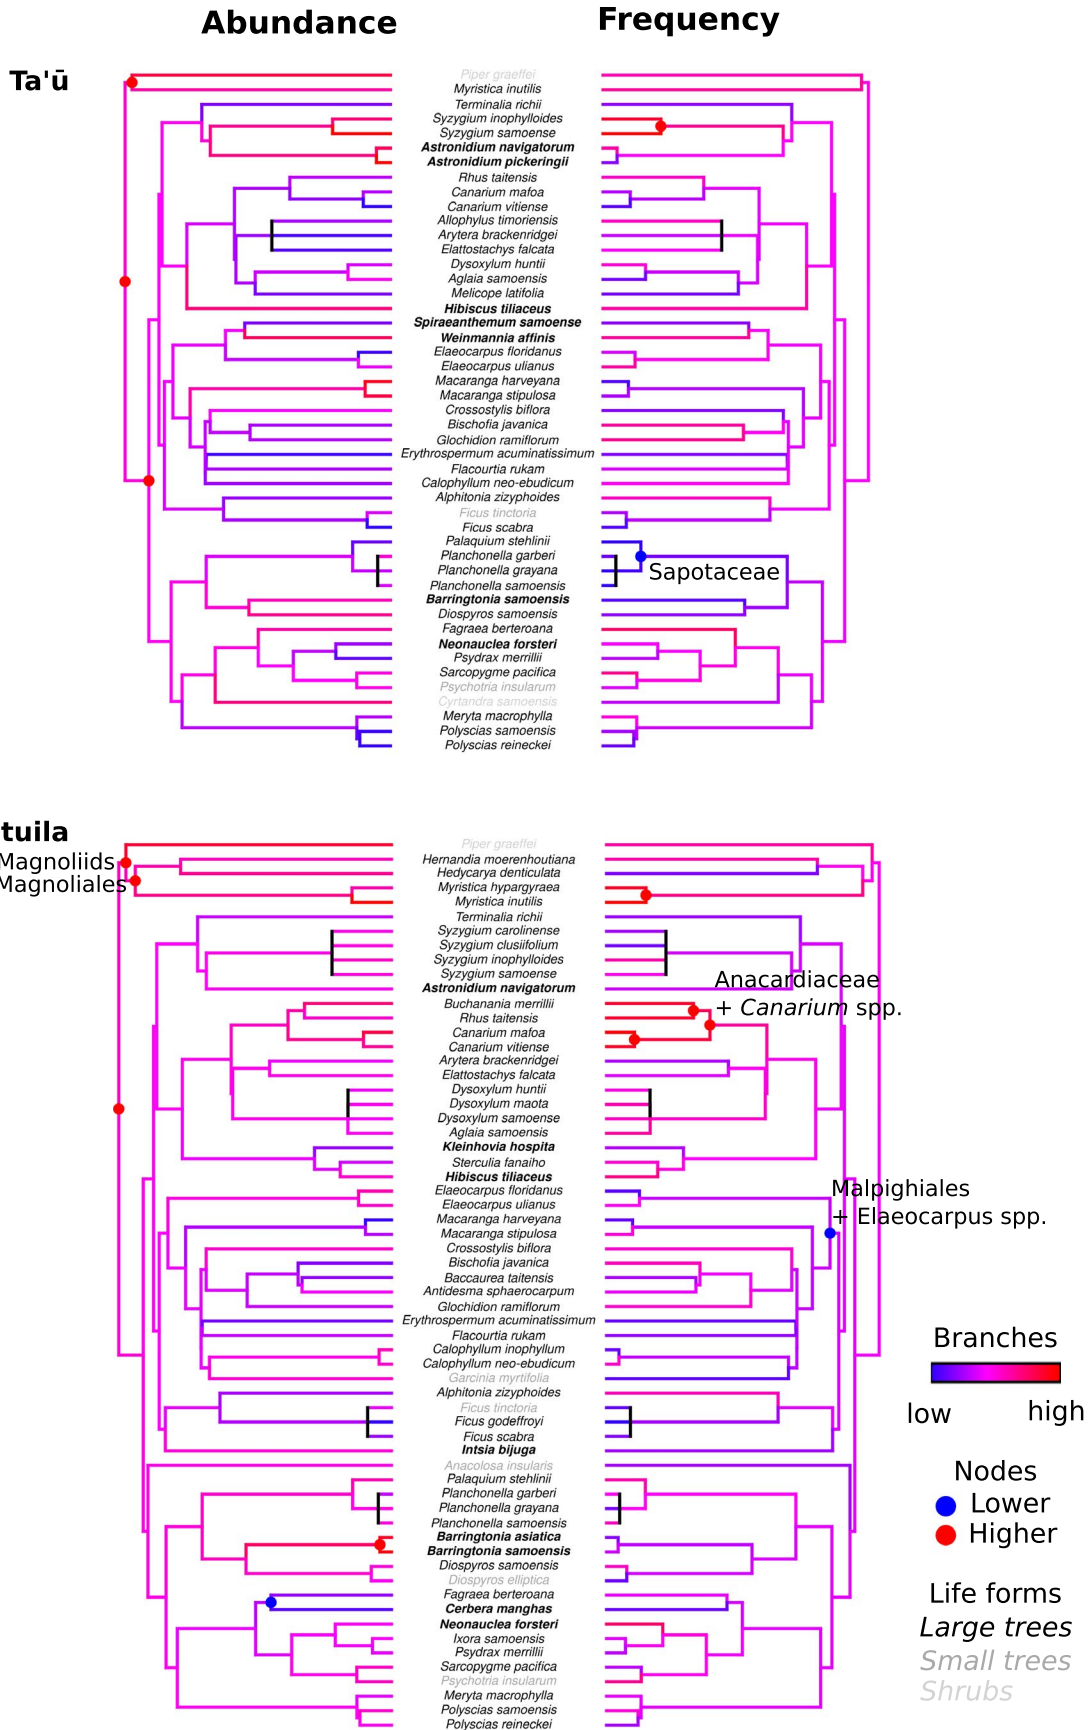 Abundance
Frequency
Ta'ū
Piper graeffei
Myristica inutilis
Terminalia richii
Syzygium inophylloides
Syzygium samoense
Astronidium navigatorum
Astronidium pickeringii
Rhus taitensis
Canarium mafoa
Canarium vitiense
Allophylus timoriensis
Arytera brackenridgei
Elattostachys falcata
Dysoxylum huntii
Aglaia samoensis
Melicope latifolia
Hibiscus tiliaceus
Spiraeanthemum samoense
Weinmannia affinis
Elaeocarpus floridanus
Elaeocarpus ulianus
Macaranga harveyana
Macaranga stipulosa
Crossostylis biflora
Bischofia javanica
Glochidion ramiflorum
Erythrospermum acuminatissimum
Flacourtia rukam
Calophyllum neo-ebudicum
Alphitonia zizyphoides
Ficus tinctoria
Ficus scabra
Palaquium stehlinii
Planchonella garberi
Planchonella grayana
Sapotaceae
Planchonella samoensis
Barringtonia samoensis
Diospyros samoensis
Fagraea berteroana
Neonauclea forsteri
Psydrax merrillii
Sarcopygme pacifica
Psychotria insularum
Cyrtandra samoensis
Meryta macrophylla
Polyscias samoensis
Polyscias reineckei
tuila
Piper graeffei
Magnoliids
Hernandia moerenhoutiana
Hedycarya denticulata
Magnoliales
Myristica hypargyraea
Myristica inutilis
Terminalia richii
Syzygium carolinense
Syzygium clusiifolium
Syzygium inophylloides
Syzygium samoense
Anacardiaceae
Astronidium navigatorum
Buchanania merrillii
+ Canarium spp.
Rhus taitensis
Canarium mafoa
Canarium vitiense
Arytera brackenridgei
Elattostachys falcata
Dysoxylum huntii
Dysoxylum maota
Dysoxylum samoense
Aglaia samoensis
Kleinhovia hospita
Sterculia fanaiho
Hibiscus tiliaceus
Elaeocarpus floridanus
Malpighiales
Elaeocarpus ulianus
Macaranga harveyana
+ Elaeocarpus spp.
Macaranga stipulosa
Crossostylis biflora
Bischofia javanica
Baccaurea taitensis
Antidesma sphaerocarpum
Glochidion ramiflorum
Erythrospermum acuminatissimum
Flacourtia rukam
Calophyllum inophyllum
Calophyllum neo-ebudicum
Garcinia myrtifolia
Alphitonia zizyphoides
Ficus tinctoria
Ficus godeffroyi
Ficus scabra
Intsia bijuga
Anacolosa insularis
Palaquium stehlinii
Planchonella garberi
Planchonella grayana
Planchonella samoensis
Barringtonia asiatica
Barringtonia samoensis
Diospyros samoensis
Diospyros elliptica
Fagraea berteroana
Cerbera manghas
Neonauclea forsteri
Ixora samoensis
Psydrax merrillii
Sarcopygme pacifica
Psychotria insularum
Meryta macrophylla
Polyscias samoensis
Polyscias reineckei
Branches
low high
Nodes
Lower
Higher
Life forms
Large trees
Small trees
Shrubs